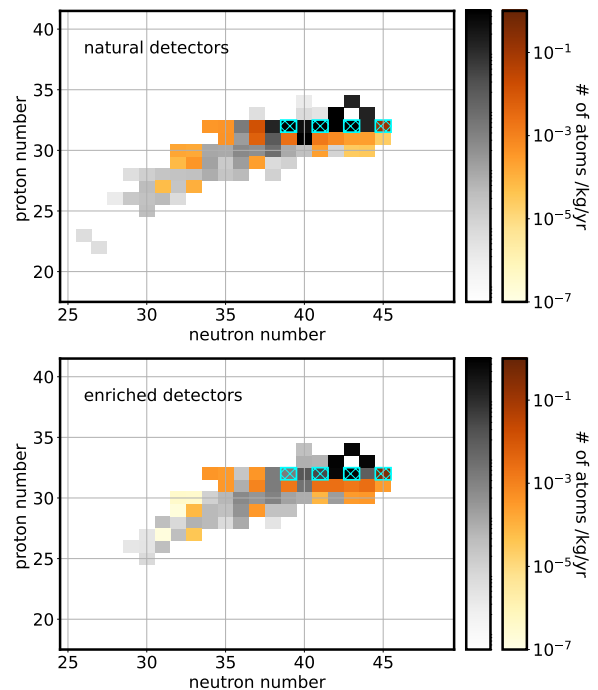 40
35
30
25
20
proton number
natural detectors
25 30 35 40 45
neutron number
10⁻¹
10⁻³
10⁻⁵
10⁻⁷
# of atoms /kg/yr
40
35
30
25
20
proton number
enriched detectors
25 30 35 40 45
neutron number
10⁻¹
10⁻³
10⁻⁵
10⁻⁷
# of atoms /kg/yr